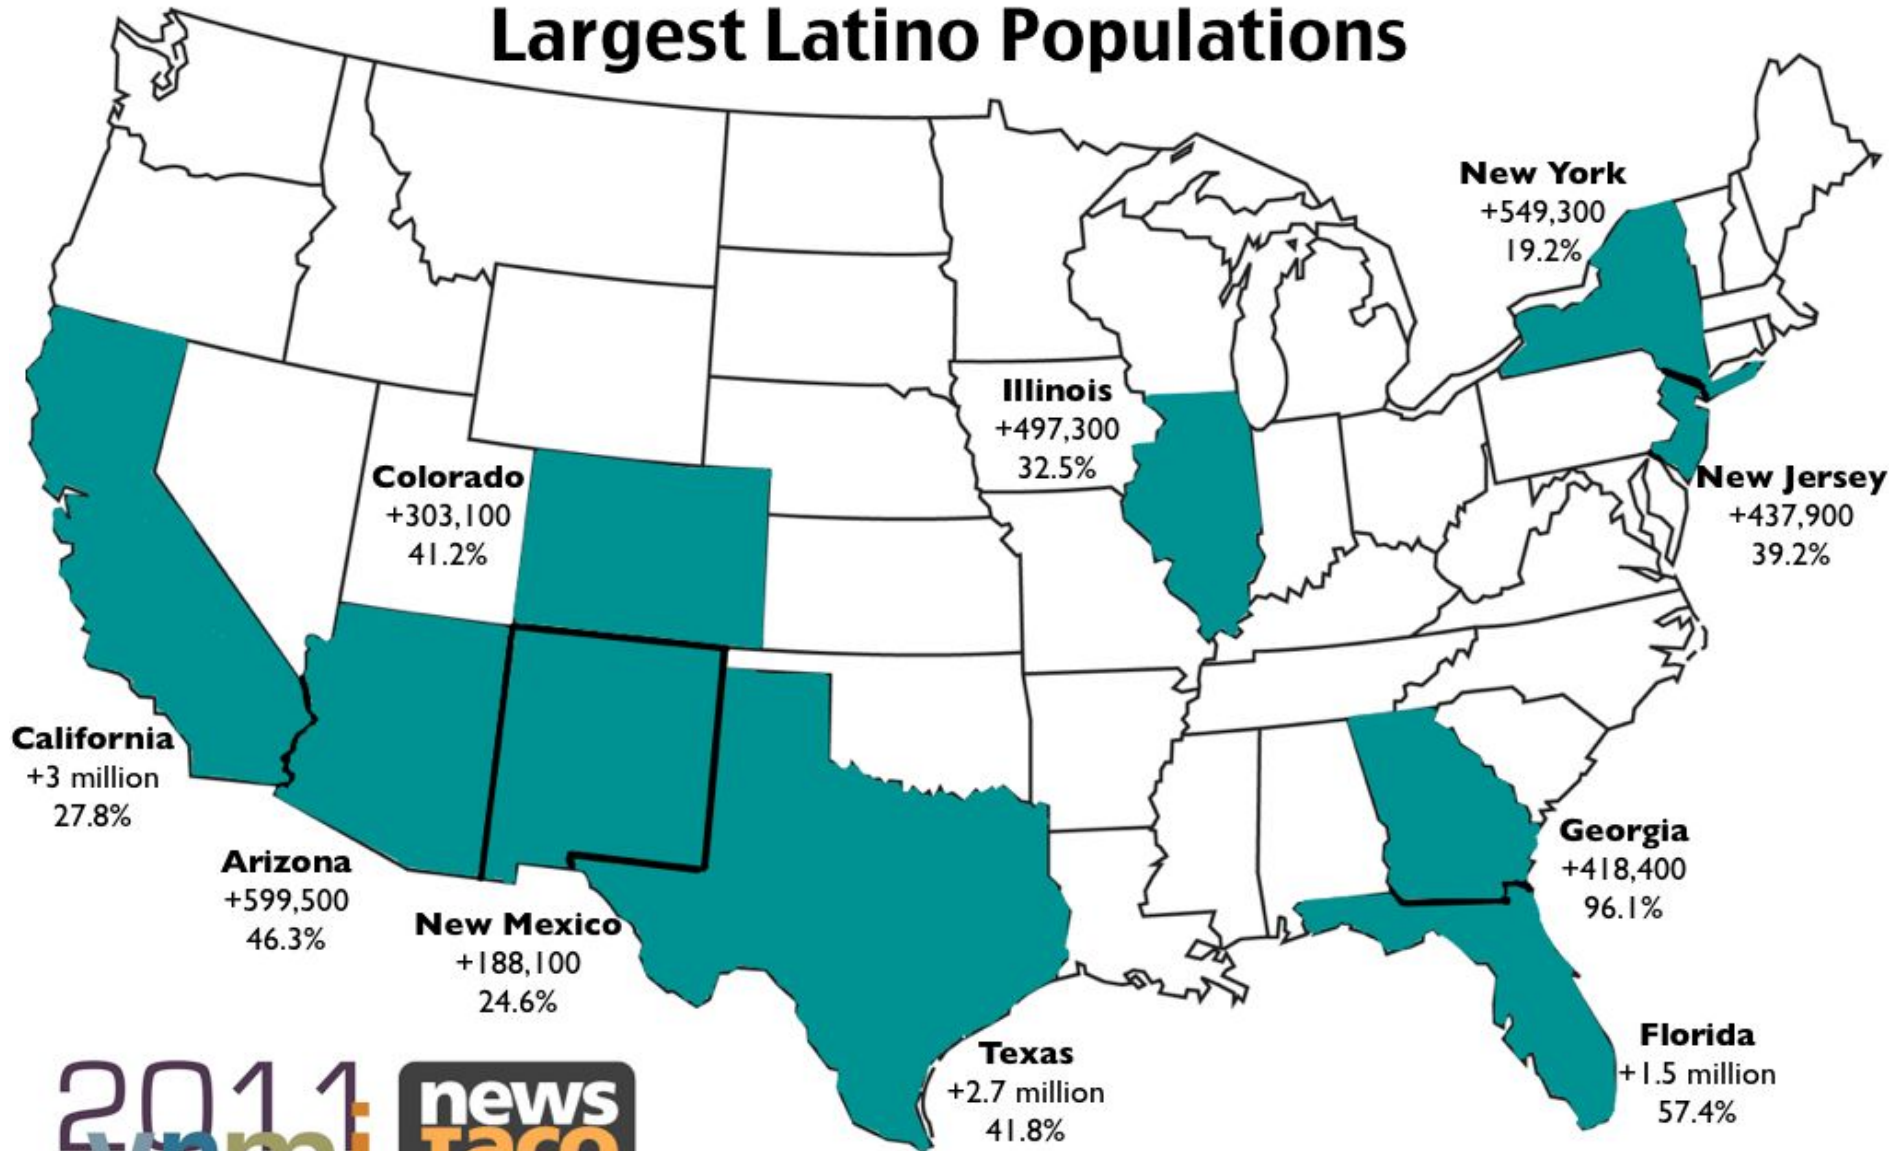 Largest Latino Populations
New York
+549,300
19.2%
Illinois
+497,300
32.5%
Colorado
+303,100
41.2%
New Jersey
+437,900
39.2%
California
+3 million
27.8%
Arizona
+599,500
46.3%
New Mexico
+188,100
24.6%
Georgia
+418,400
96.1%
Texas
+2.7 million
41.8%
Florida
+1.5 million
57.4%
2011
news
taco